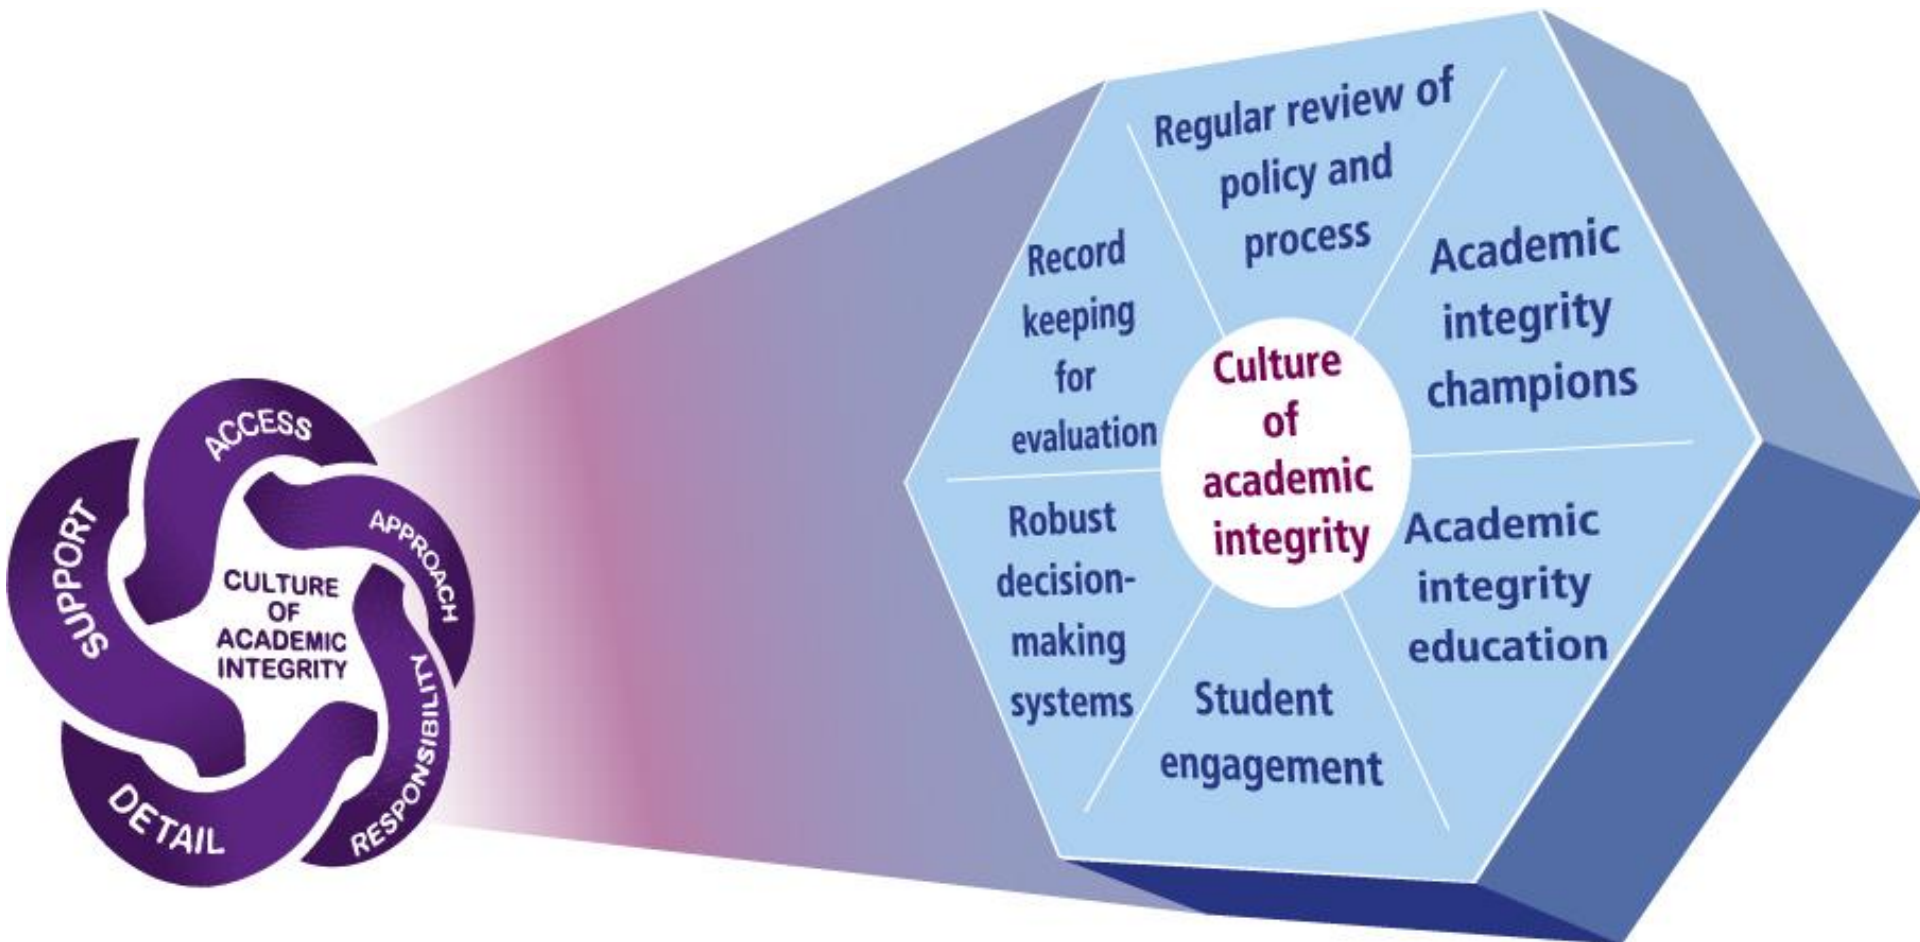 ACCESS
APPROACH
RESPONSIBILITY
DETAIL
SUPPORT
CULTURE
OF
ACADEMIC
INTEGRITY
Regular review of
policy and
process
Academic
integrity
champions
Academic
integrity
education
Student
engagement
Robust
decision-
making
systems
Record
keeping
for
evaluation
Culture
of
academic
integrity